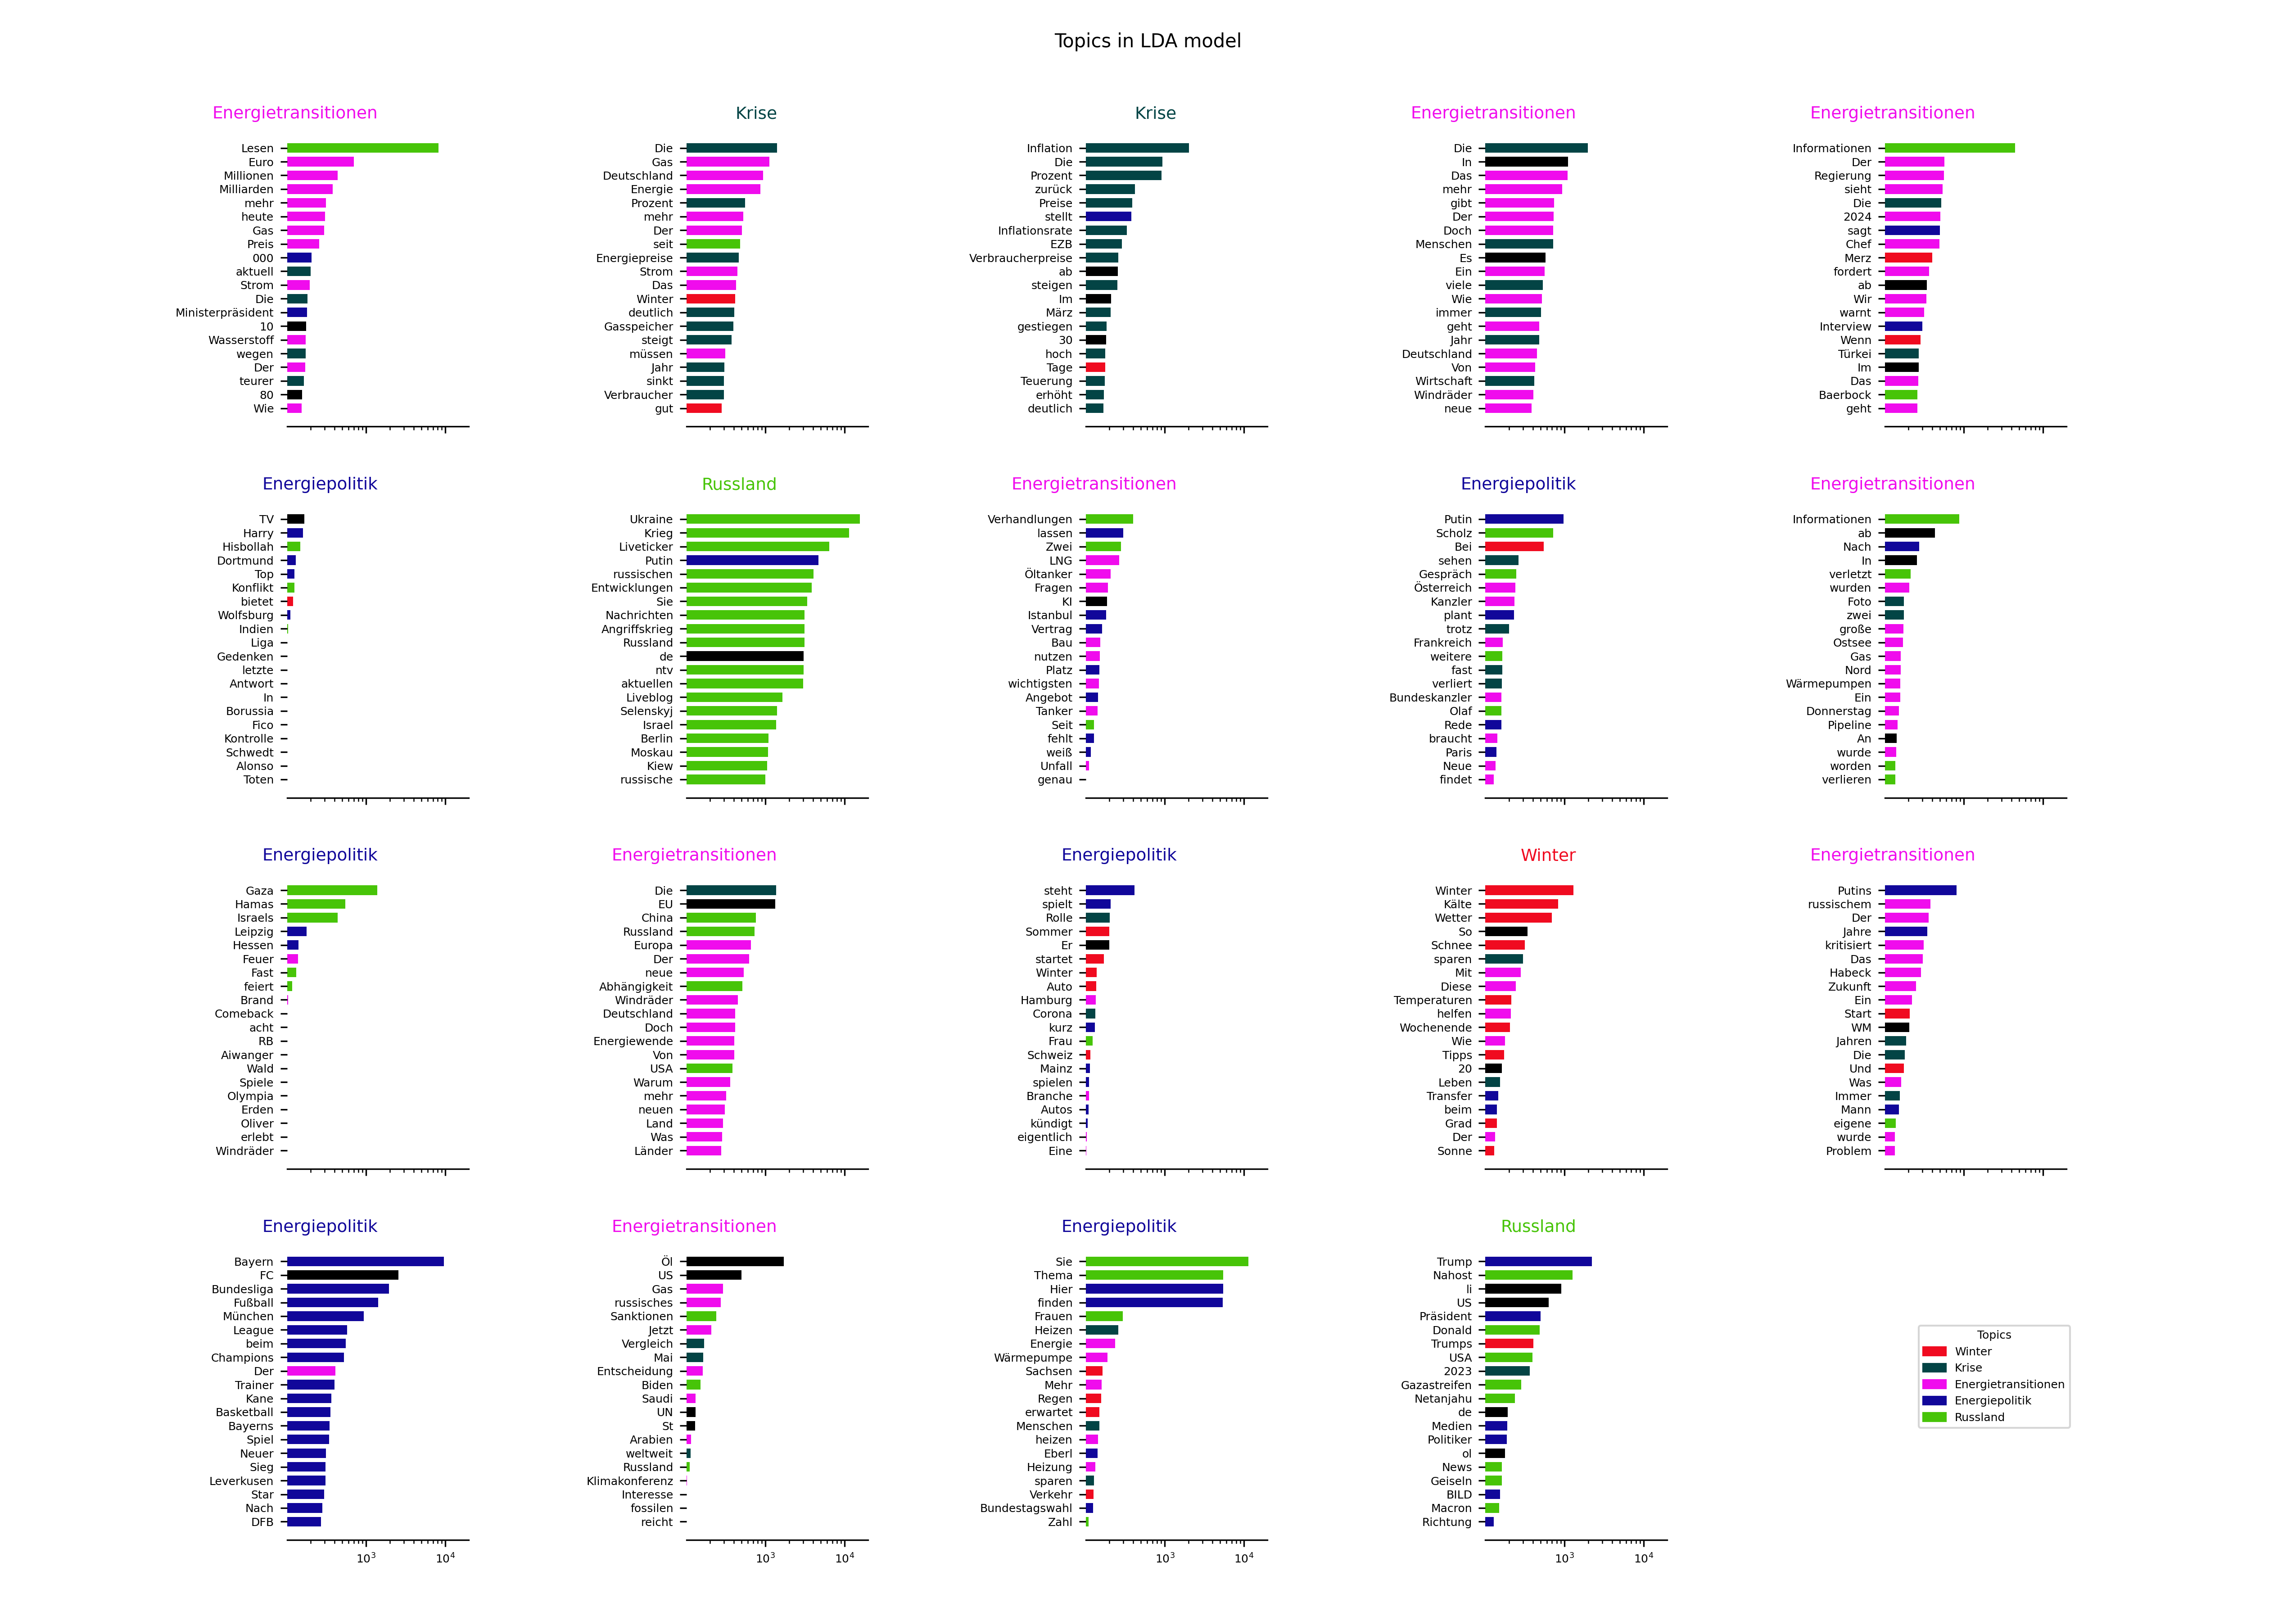 Topics in LDA model
Energietransitionen
Lesen
Euro
Millionen
Milliarden
mehr
heute
Gas
Preis
000
aktuell
Strom
Die
Ministerpräsident
10
Wasserstoff
wegen
Der
teurer
80
Wie
Krise
Die
Gas
Deutschland
Energie
Prozent
mehr
Der
seit
Energiepreise
Strom
Das
Winter
deutlich
Gasspeicher
steigt
müssen
Jahr
sinkt
Verbraucher
gut
Krise
Inflation
Die
Prozent
zurück
Preise
stellt
Inflationsrate
EZB
Verbraucherpreise
ab
steigen
Im
März
gestiegen
30
hoch
Tage
Teuerung
erhöht
deutlich
Energietransitionen
Die
In
Das
mehr
gibt
Der
Doch
Menschen
Es
Ein
viele
Wie
immer
geht
Jahr
Deutschland
Von
Wirtschaft
Windräder
neue
Energietransitionen
Informationen
Der
Regierung
sieht
Die
2024
sagt
Chef
Merz
fordert
ab
Wir
warnt
Interview
Wenn
Türkei
Im
Das
Baerbock
geht
Energiepolitik
TV
Harry
Hisbollah
Dortmund
Top
Konflikt
bietet
Wolfsburg
Indien
Liga
Gedenken
letzte
Antwort
In
Borussia
Fico
Kontrolle
Schwedt
Alonso
Toten
Russland
Ukraine
Krieg
Liveticker
Putin
russischen
Entwicklungen
Sie
Nachrichten
Angriffskrieg
Russland
de
ntv
aktuellen
Liveblog
Selenskyj
Israel
Berlin
Moskau
Kiew
russische
Energietransitionen
Verhandlungen
lassen
Zwei
LNG
Öltanker
Fragen
KI
Istanbul
Vertrag
Bau
nutzen
Platz
wichtigsten
Angebot
Tanker
Seit
fehlt
weiß
Unfall
genau
Energiepolitik
Putin
Scholz
Bei
sehen
Gespräch
Österreich
Kanzler
plant
trotz
Frankreich
weitere
fast
verliert
Bundeskanzler
Olaf
Rede
braucht
Paris
Neue
findet
Energietransitionen
Informationen
ab
Nach
In
verletzt
wurden
Foto
zwei
große
Ostsee
Gas
Nord
Wärmepumpen
Ein
Donnerstag
Pipeline
An
wurde
worden
verlieren
Energiepolitik
Gaza
Hamas
Israels
Leipzig
Hessen
Feuer
Fast
feiert
Brand
Comeback
acht
RB
Aiwanger
Wald
Spiele
Olympia
Erden
Oliver
erlebt
Windräder
Energietransitionen
Die
EU
China
Russland
Europa
Der
neue
Abhängigkeit
Windräder
Deutschland
Doch
Energiewende
Von
USA
Warum
mehr
neuen
Land
Was
Länder
Energiepolitik
steht
spielt
Rolle
Sommer
Er
startet
Winter
Auto
Hamburg
Corona
kurz
Frau
Schweiz
Mainz
spielen
Branche
Autos
kündigt
eigentlich
Eine
Winter
Winter
Kälte
Wetter
So
Schnee
sparen
Mit
Diese
Temperaturen
helfen
Wochenende
Wie
Tipps
20
Leben
Transfer
beim
Grad
Der
Sonne
Energietransitionen
Putins
russischem
Der
Jahre
kritisiert
Das
Habeck
Zukunft
Ein
Start
WM
Jahren
Die
Und
Was
Immer
Mann
eigene
wurde
Problem
Energiepolitik
Bayern
FC
Bundesliga
Fußball
München
League
beim
Champions
Der
Trainer
Kane
Basketball
Bayerns
Spiel
Neuer
Sieg
Leverkusen
Star
Nach
DFB
10³ 10⁴
Energietransitionen
Öl
US
Gas
russisches
Sanktionen
Jetzt
Vergleich
Mai
Entscheidung
Biden
Saudi
UN
St
Arabien
weltweit
Russland
Klimakonferenz
Interesse
fossilen
reicht
10³ 10⁴
Energiepolitik
Sie
Thema
Hier
finden
Frauen
Heizen
Energie
Wärmepumpe
Sachsen
Mehr
Regen
erwartet
Menschen
heizen
Eberl
Heizung
sparen
Verkehr
Bundestagswahl
Zahl
10³ 10⁴
Russland
Trump
Nahost
li
US
Präsident
Donald
Trumps
USA
2023
Gazastreifen
Netanjahu
de
Medien
Politiker
ol
News
Geiseln
BILD
Macron
Richtung
10³ 10⁴
Topics
Winter
Krise
Energietransitionen
Energiepolitik
Russland